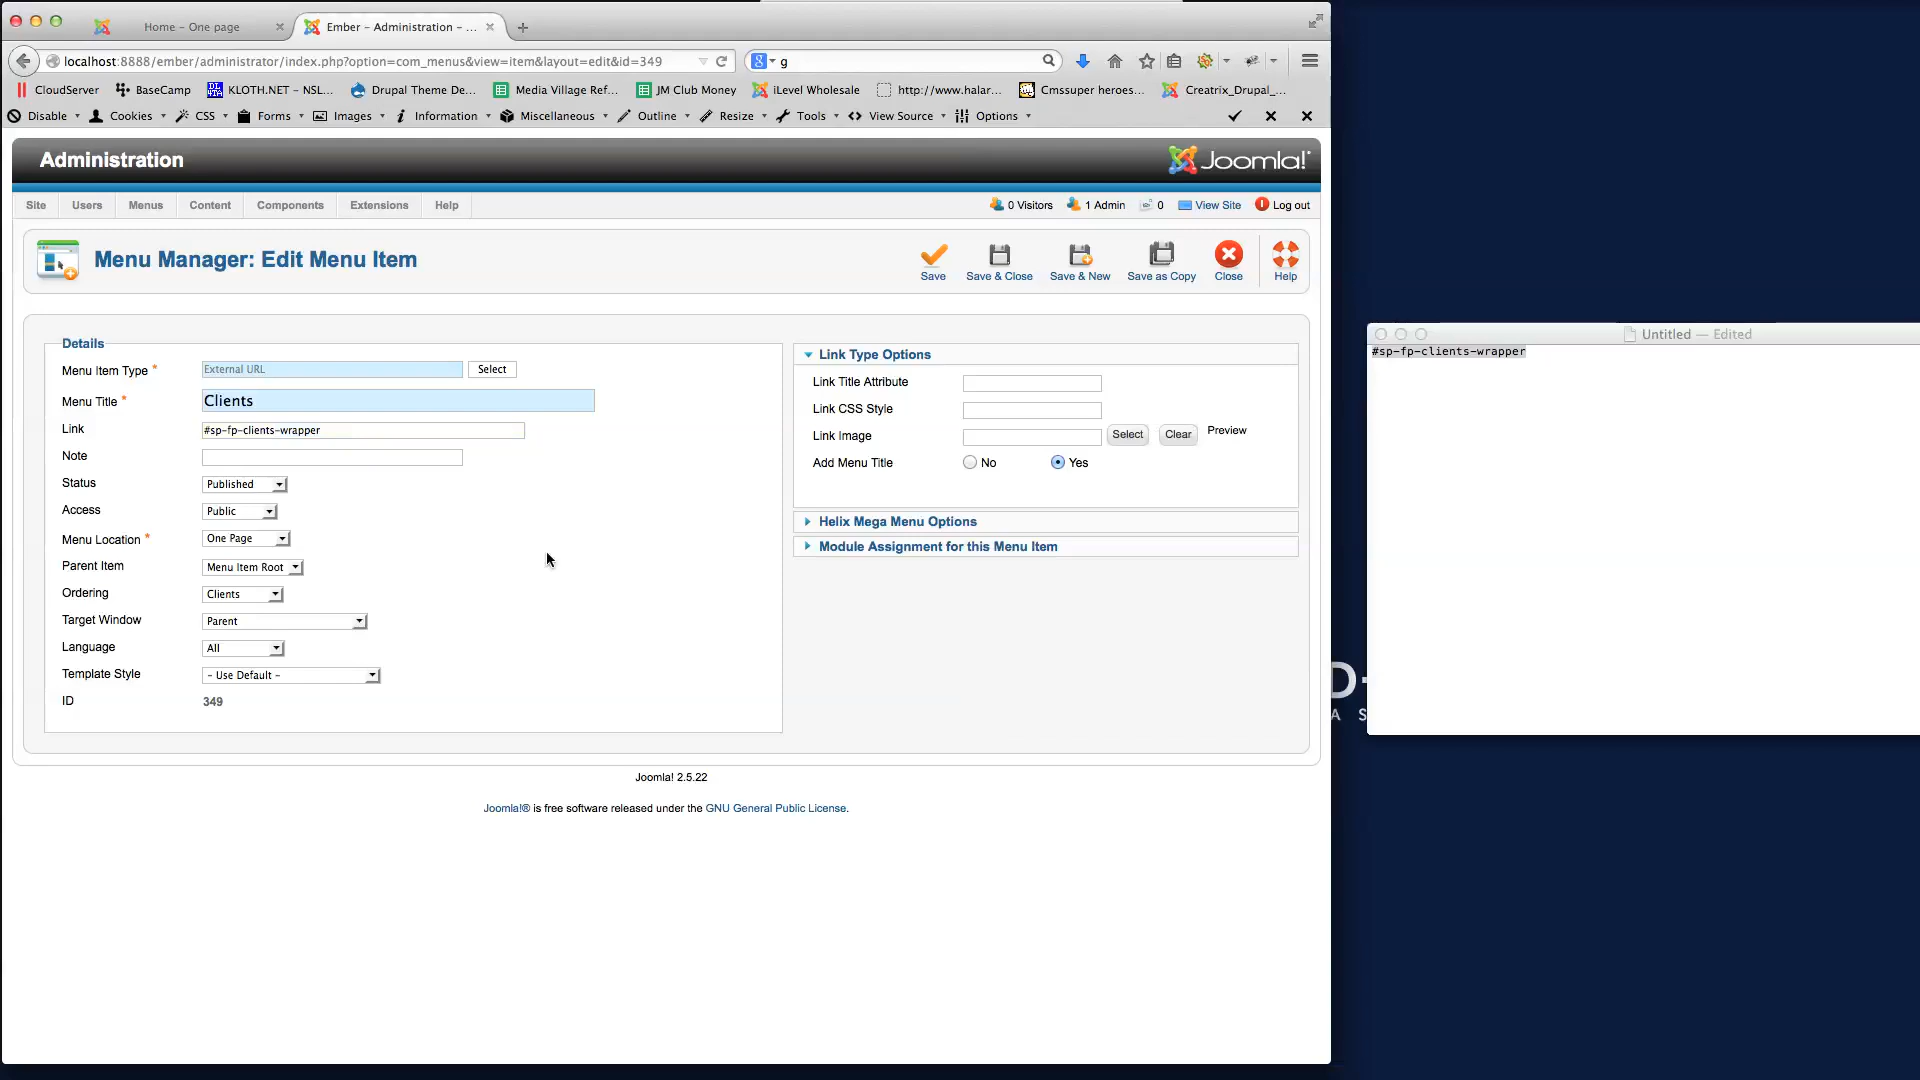 Home – One page
Ember – Administration – ...
localhost:8888/ember/administrator/index.php?option=com_menus&view=item&layout=edit&id=349
g
CloudServer
BaseCamp
KLOTH.NET – NSL...
Drupal Theme De...
Media Village Ref...
JM Club Money
iLevel Wholesale
http://www.halar...
Cmssuper heroes...
Creatrix_Drupal_...
Disable
Cookies
CSS
Forms
Images
Information
Miscellaneous
Outline
Resize
Tools
View Source
Options
Administration
Joomla!
Site
Users
Menus
Content
Components
Extensions
Help
0 Visitors
1 Admin
0
View Site
Log out
Menu Manager: Edit Menu Item
Save
Save & Close
Save & New
Save as Copy
Close
Help
Details
Menu Item Type *
External URL
Select
Menu Title *
Clients
Link
#sp-fp-clients-wrapper
Note
Status
Published
Access
Public
Menu Location *
One Page
Parent Item
Menu Item Root
Ordering
Clients
Target Window
Parent
Language
All
Template Style
– Use Default –
ID
349
Link Type Options
Link Title Attribute
Link CSS Style
Link Image
Select
Clear
Preview
Add Menu Title
No
Yes
Helix Mega Menu Options
Module Assignment for this Menu Item
Joomla! 2.5.22
Joomla!® is free software released under the GNU General Public License.
Untitled — Edited
#sp-fp-clients-wrapper
D
A S